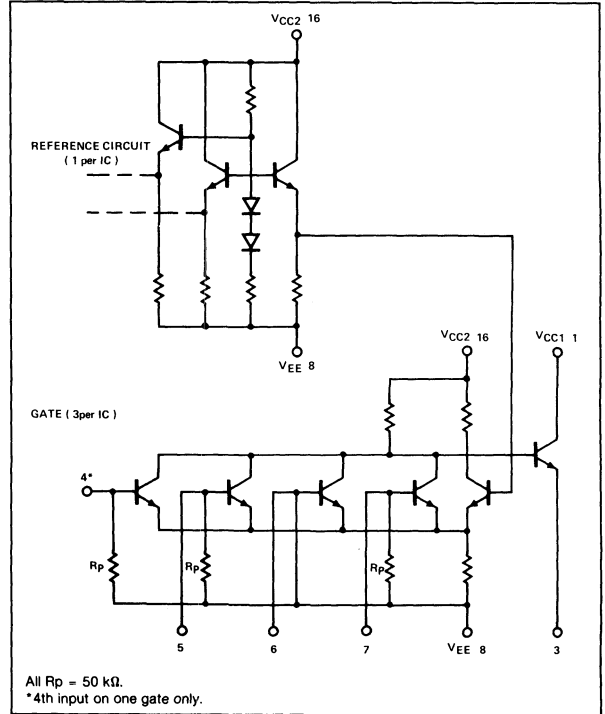 VCC2 16
REFERENCE CIRCUIT
( 1 per IC )
VEE 8
VCC2 16
VCC1 1
GATE ( 3per IC )
4*
RP
RP
RP
5
6
7
VEE 8
3
All Rp = 50 kΩ.
*4th input on one gate only.